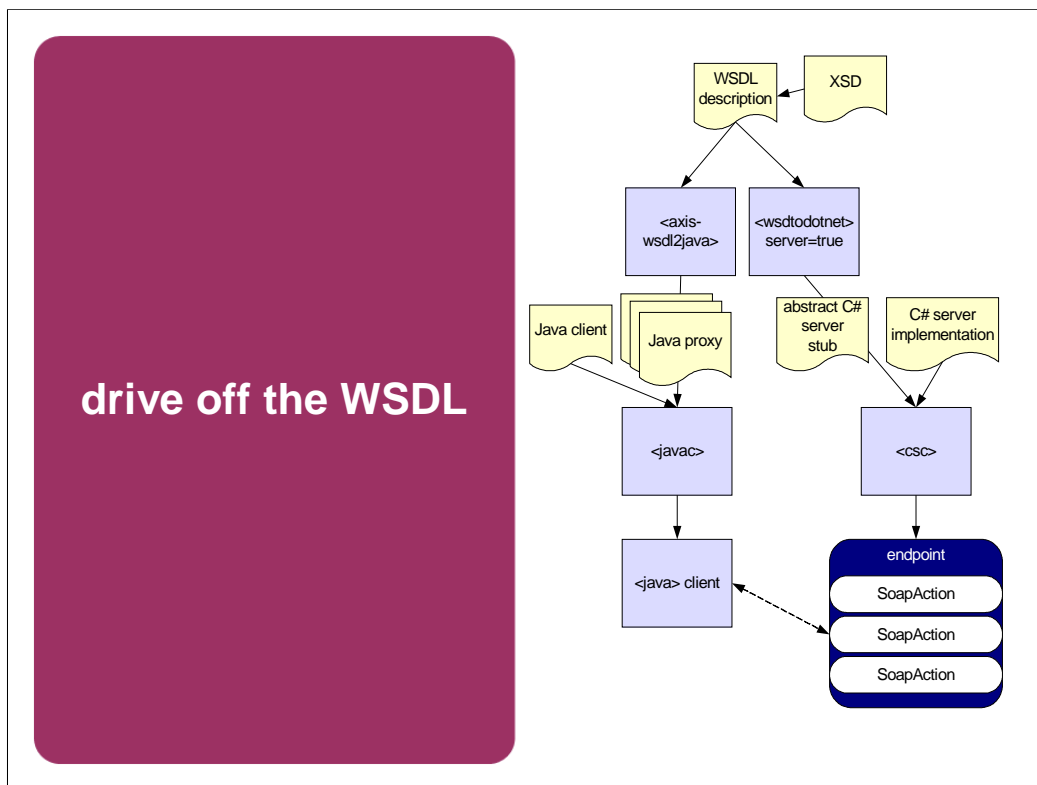 drive off the WSDL
WSDL
description
XSD
<axis-
wsdl2java>
<wsdtodotnet>
server=true
Java client
Java proxy
abstract C#
server
stub
C# server
implementation
<javac>
<csc>
<java> client
endpoint
SoapAction
SoapAction
SoapAction